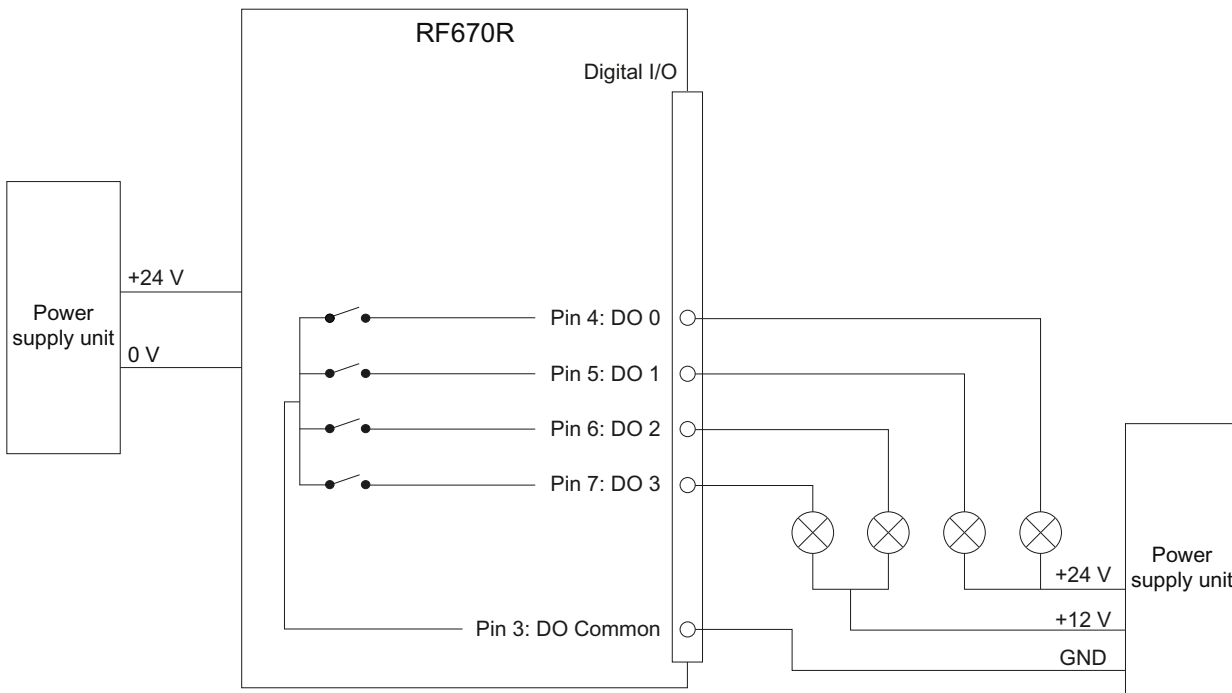 RF670R
Digital I/O
+24 V
Power
supply unit
0 V
Pin 4: DO 0
Pin 5: DO 1
Pin 6: DO 2
Pin 7: DO 3
Pin 3: DO Common
+24 V
+12 V
GND
Power
supply unit